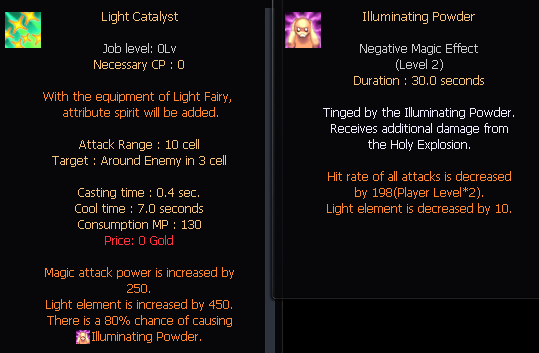 Light Catalyst
Job level: 0Lv
Necessary CP : 0
With the equipment of Light Fairy,
attribute spirit will be added.
Attack Range : 10 cell
Target : Around Enemy in 3 cell
Casting time : 0.4 sec.
Cool time : 7.0 seconds
Consumption MP : 130
Price: 0 Gold
Magic attack power is increased by
250.
Light element is increased by 450.
There is a 80% chance of causing
Illuminating Powder.
Illuminating Powder
Negative Magic Effect
(Level 2)
Duration : 30.0 seconds
Tinged by the Illuminating Powder.
Receives additional damage from
the Holy Explosion.
Hit rate of all attacks is decreased
by 198(Player Level*2).
Light element is decreased by 10.